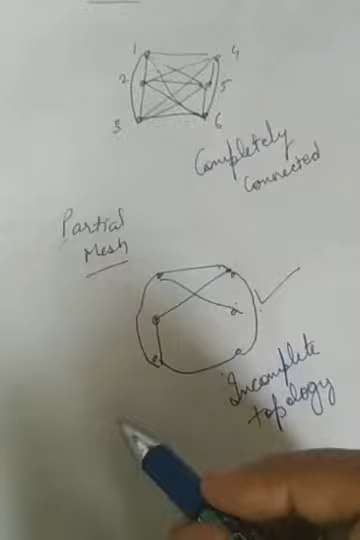 1 4
2 5
3 6
Completely
Connected
Partial
Mesh
Incomplete
topology